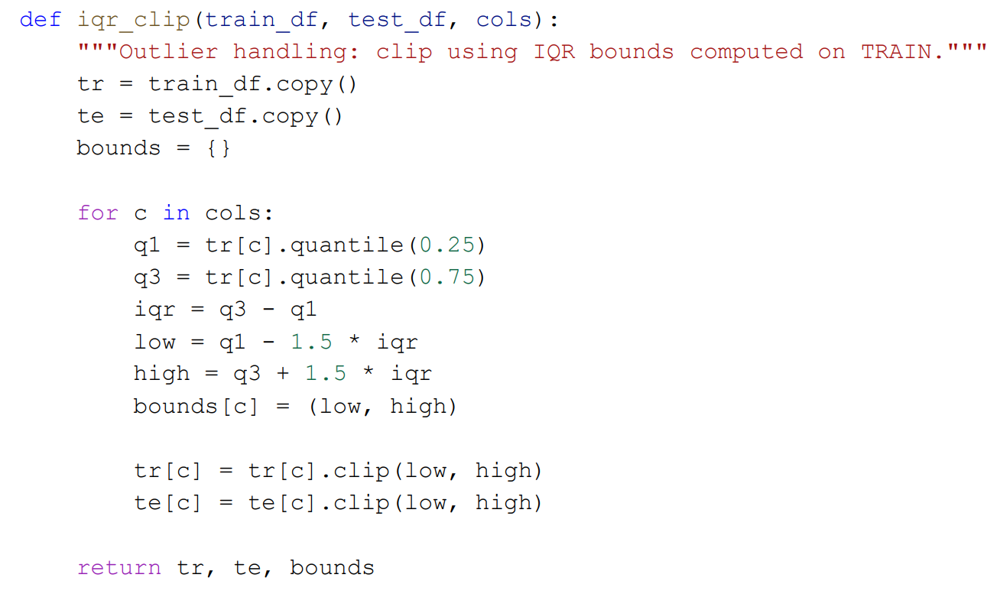 def iqr_clip(train_df, test_df, cols):
    """Outlier handling: clip using IQR bounds computed on TRAIN."""
    tr = train_df.copy()
    te = test_df.copy()
    bounds = {}

    for c in cols:
        q1 = tr[c].quantile(0.25)
        q3 = tr[c].quantile(0.75)
        iqr = q3 - q1
        low = q1 - 1.5 * iqr
        high = q3 + 1.5 * iqr
        bounds[c] = (low, high)

        tr[c] = tr[c].clip(low, high)
        te[c] = te[c].clip(low, high)

    return tr, te, bounds